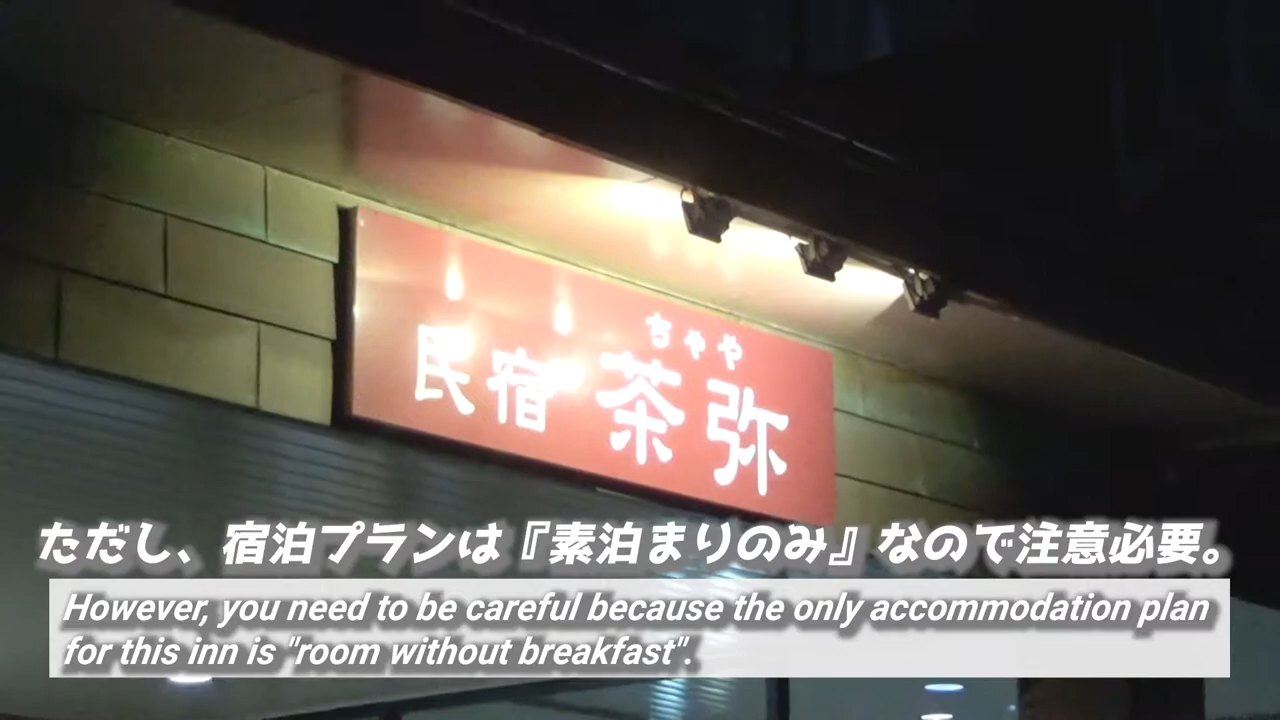 ちゃや
民宿 茶弥
ただし、宿泊プランは『素泊まりのみ』なので注意必要。
However, you need to be careful because the only accommodation plan
for this inn is "room without breakfast".